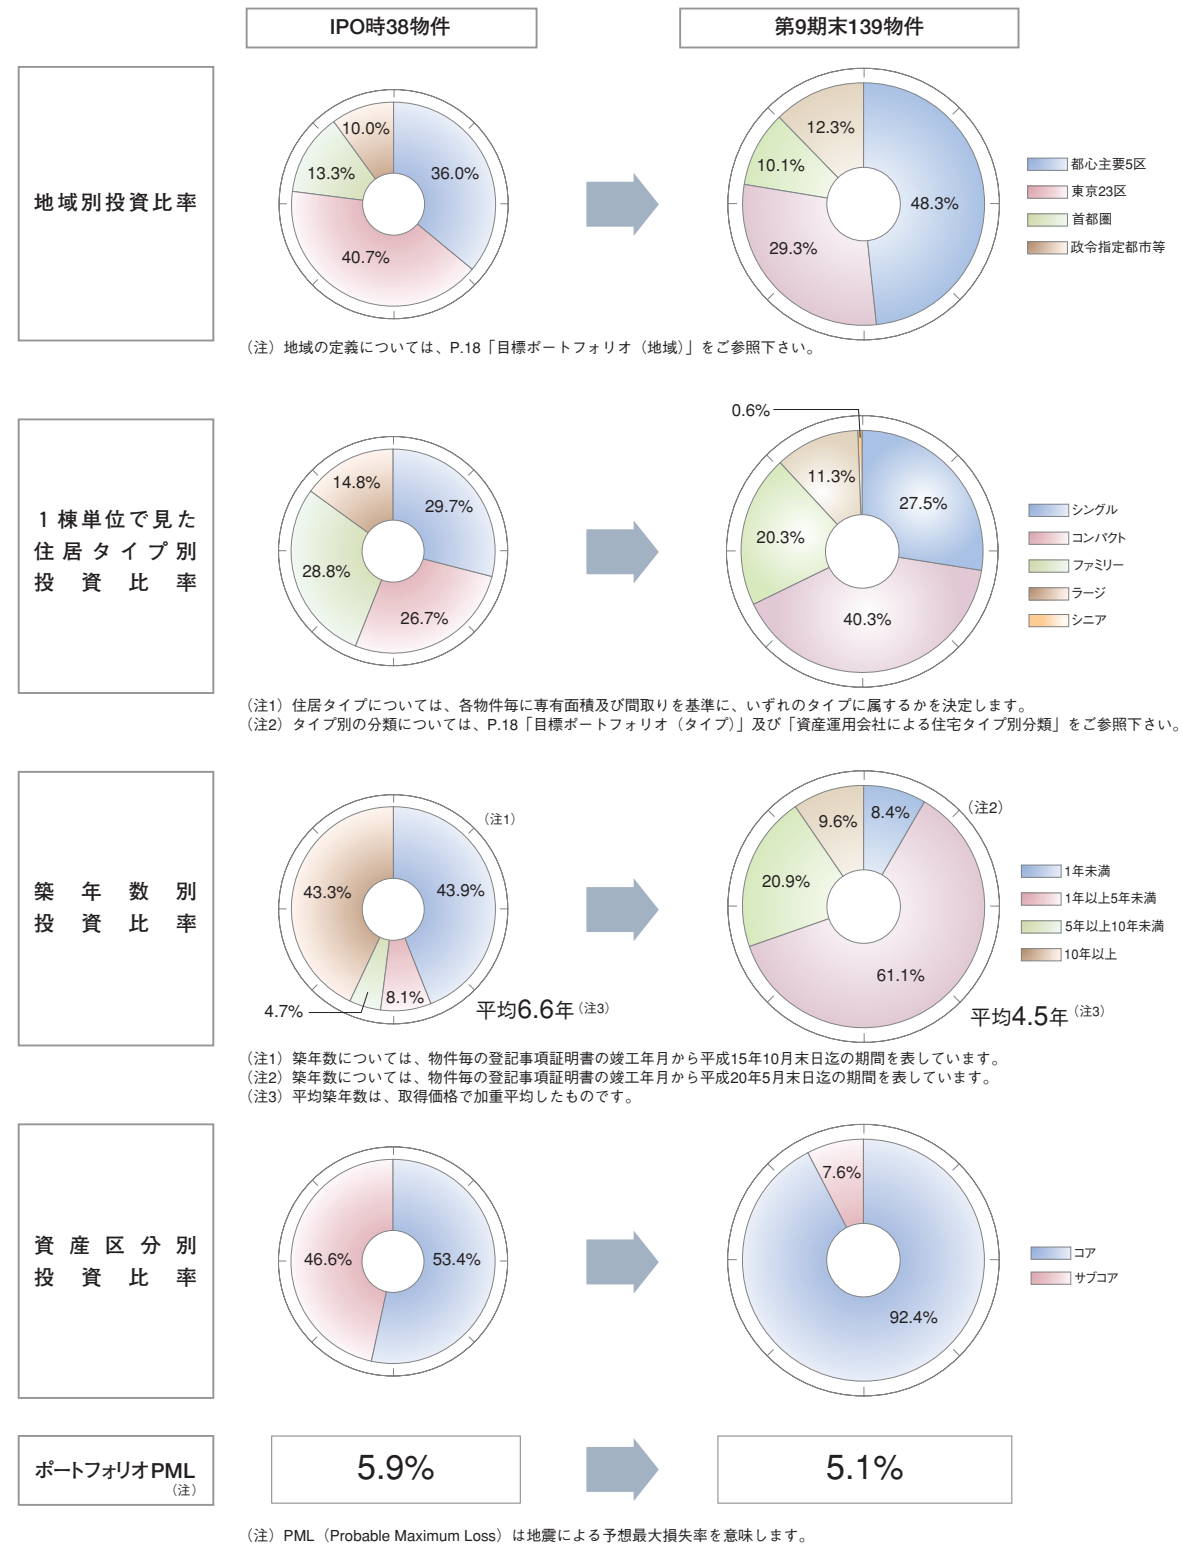 IPO時38物件
第9期末139物件
地域別投資比率
10.0%
36.0%
13.3%
40.7%
12.3%
10.1%
48.3%
29.3%
都心主要5区
東京23区
首都圏
政令指定都市等
（注）地域の定義については、P.18「目標ポートフォリオ（地域）」をご参照下さい。
1棟単位で見た
住居タイプ別
投資比率
14.8%
29.7%
28.8%
26.7%
0.6%
11.3%
27.5%
20.3%
40.3%
シングル
コンパクト
ファミリー
ラージ
シニア
（注1）住居タイプについては、各物件毎に専有面積及び間取りを基準に、いずれのタイプに属するかを決定します。
（注2）タイプ別の分類については、P.18「目標ポートフォリオ（タイプ）」及び「資産運用会社による住宅タイプ別分類」をご参照下さい。
築年数別
投資比率
（注1）
43.3%
43.9%
4.7%
8.1%
平均6.6年（注3）
（注2）
9.6%
8.4%
20.9%
61.1%
平均4.5年（注3）
1年未満
1年以上5年未満
5年以上10年未満
10年以上
（注1）築年数については、物件毎の登記事項証明書の竣工年月から平成15年10月末日迄の期間を表しています。
（注2）築年数については、物件毎の登記事項証明書の竣工年月から平成20年5月末日迄の期間を表しています。
（注3）平均築年数は、取得価格で加重平均したものです。
資産区分別
投資比率
46.6%
53.4%
7.6%
92.4%
コア
サブコア
ポートフォリオPML
（注）
5.9%
5.1%
（注）PML（Probable Maximum Loss）は地震による予想最大損失率を意味します。